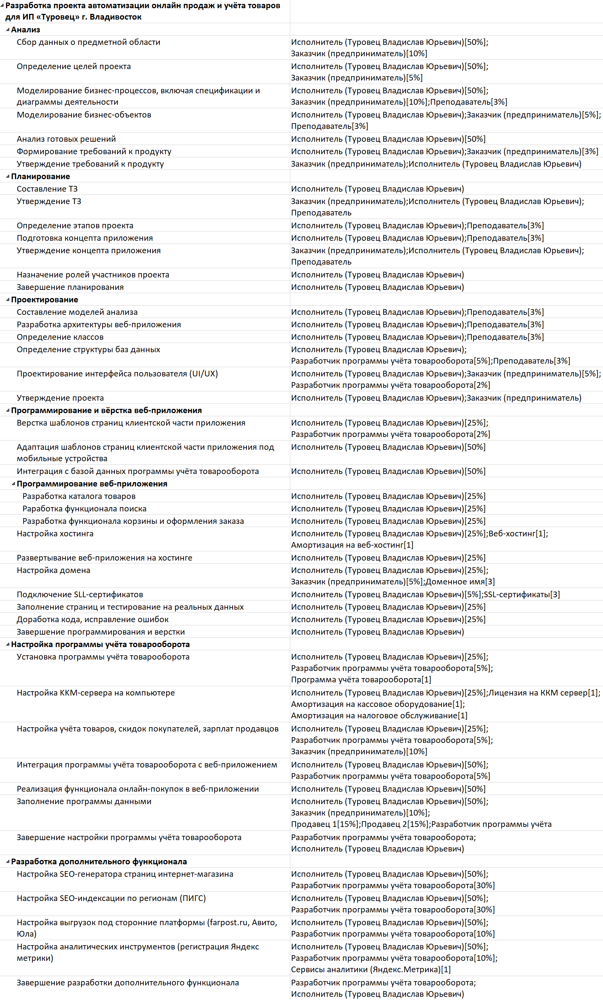 Разработка проекта автоматизации онлайн продаж и учёта товаров
для ИП «Туровец» г. Владивосток
Анализ
Сбор данных о предметной области
Исполнитель (Туровец Владислав Юрьевич)[50%];
Заказчик (предприниматель)[10%]
Определение целей проекта
Исполнитель (Туровец Владислав Юрьевич)[50%];
Заказчик (предприниматель)[5%]
Моделирование бизнес-процессов, включая спецификации и
диаграммы деятельности
Исполнитель (Туровец Владислав Юрьевич)[50%];
Заказчик (предприниматель)[10%];Преподаватель[3%]
Моделирование бизнес-объектов
Исполнитель (Туровец Владислав Юрьевич);Заказчик (предприниматель)[5%];
Преподаватель[3%]
Анализ готовых решений
Исполнитель (Туровец Владислав Юрьевич)[50%]
Формирование требований к продукту
Исполнитель (Туровец Владислав Юрьевич);Заказчик (предприниматель)[3%]
Утверждение требований к продукту
Заказчик (предприниматель);Исполнитель (Туровец Владислав Юрьевич)
Планирование
Составление ТЗ
Исполнитель (Туровец Владислав Юрьевич)
Утверждение ТЗ
Заказчик (предприниматель);Исполнитель (Туровец Владислав Юрьевич);
Преподаватель
Определение этапов проекта
Исполнитель (Туровец Владислав Юрьевич);Преподаватель[3%]
Подготовка концепта приложения
Исполнитель (Туровец Владислав Юрьевич);Преподаватель[3%]
Утверждение концепта приложения
Заказчик (предприниматель);Исполнитель (Туровец Владислав Юрьевич);
Преподаватель
Назначение ролей участников проекта
Исполнитель (Туровец Владислав Юрьевич)
Завершение планирования
Исполнитель (Туровец Владислав Юрьевич)
Проектирование
Составление моделей анализа
Исполнитель (Туровец Владислав Юрьевич);Преподаватель[3%]
Разработка архитектуры веб-приложения
Исполнитель (Туровец Владислав Юрьевич);Преподаватель[3%]
Определение классов
Исполнитель (Туровец Владислав Юрьевич);Преподаватель[3%]
Определение структуры баз данных
Исполнитель (Туровец Владислав Юрьевич);
Разработчик программы учёта товарооборота[5%];Преподаватель[3%]
Проектирование интерфейса пользователя (UI/UX)
Исполнитель (Туровец Владислав Юрьевич);Заказчик (предприниматель)[5%];
Разработчик программы учёта товарооборота[2%]
Утверждение проекта
Исполнитель (Туровец Владислав Юрьевич);Заказчик (предприниматель)
Программирование и вёрстка веб-приложения
Верстка шаблонов страниц клиентской части приложения
Исполнитель (Туровец Владислав Юрьевич)[25%];
Разработчик программы учёта товарооборота[2%]
Адаптация шаблонов страниц клиентской части приложения под
мобильные устройства
Исполнитель (Туровец Владислав Юрьевич)[50%]
Интеграция с базой данных программы учёта товарооборота
Исполнитель (Туровец Владислав Юрьевич)[50%]
Программирование веб-приложения
Разработка каталога товаров
Исполнитель (Туровец Владислав Юрьевич)[25%]
Раработка функционала поиска
Исполнитель (Туровец Владислав Юрьевич)[25%]
Разработка функционала корзины и оформления заказа
Исполнитель (Туровец Владислав Юрьевич)[25%]
Настройка хостинга
Исполнитель (Туровец Владислав Юрьевич)[25%];Веб-хостинг[1];
Амортизация на веб-хостинг[1]
Развертывание веб-приложения на хостинге
Исполнитель (Туровец Владислав Юрьевич)[25%]
Настройка домена
Исполнитель (Туровец Владислав Юрьевич)[25%];
Заказчик (предприниматель)[5%];Доменное имя[3]
Подключение SLL-сертификатов
Исполнитель (Туровец Владислав Юрьевич)[5%];SSL-сертификаты[3]
Заполнение страниц и тестирование на реальных данных
Исполнитель (Туровец Владислав Юрьевич)[25%]
Доработка кода, исправление ошибок
Исполнитель (Туровец Владислав Юрьевич)[25%]
Завершение программирования и верстки
Исполнитель (Туровец Владислав Юрьевич)
Настройка программы учёта товарооборота
Установка программы учёта товарооборота
Исполнитель (Туровец Владислав Юрьевич)[25%];
Разработчик программы учёта товарооборота[5%];
Программа учёта товарооборота[1]
Настройка ККМ-сервера на компьютере
Исполнитель (Туровец Владислав Юрьевич)[25%];Лицензия на ККМ сервер[1];
Амортизация на кассовое оборудование[1];
Амортизация на налоговое обслуживание[1]
Настройка учёта товаров, скидок покупателей, зарплат продавцов
Исполнитель (Туровец Владислав Юрьевич)[25%];
Разработчик программы учёта товарооборота[5%];
Заказчик (предприниматель)[10%]
Интеграция программы учёта товарооборота с веб-приложением
Исполнитель (Туровец Владислав Юрьевич)[50%];
Разработчик программы учёта товарооборота[5%]
Реализация функционала онлайн-покупок в веб-приложении
Исполнитель (Туровец Владислав Юрьевич)[50%]
Заполнение программы данными
Исполнитель (Туровец Владислав Юрьевич)[50%];
Заказчик (предприниматель)[10%];
Продавец 1[15%];Продавец 2[15%];Разработчик программы учёта
Завершение настройки программы учёта товарооборота
Разработчик программы учёта товарооборота;
Исполнитель (Туровец Владислав Юрьевич)
Разработка дополнительного функционала
Настройка SEO-генератора страниц интернет-магазина
Исполнитель (Туровец Владислав Юрьевич)[50%];
Разработчик программы учёта товарооборота[30%]
Настройка SEO-индексации по регионам (ПИГС)
Исполнитель (Туровец Владислав Юрьевич)[50%];
Разработчик программы учёта товарооборота[30%]
Настройка выгрузок под сторонние платформы (farpost.ru, Авито,
Юла)
Исполнитель (Туровец Владислав Юрьевич)[50%];
Разработчик программы учёта товарооборота[10%]
Настройка аналитических инструментов (регистрация Яндекс
метрики)
Исполнитель (Туровец Владислав Юрьевич)[50%];
Разработчик программы учёта товарооборота[10%];
Сервисы аналитики (Яндекс.Метрика)[1]
Завершение разработки дополнительного функционала
Разработчик программы учёта товарооборота;
Исполнитель (Туровец Владислав Юрьевич)